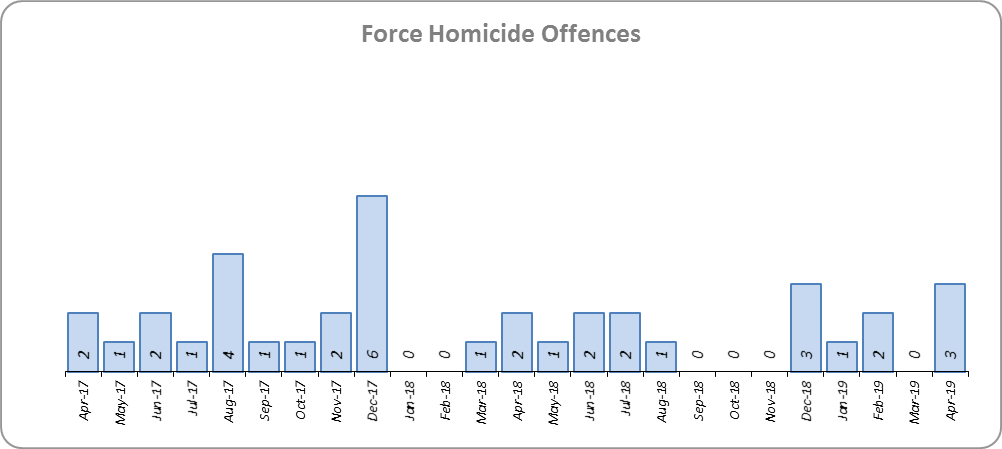 Force Homicide Offences
2 1 2 1 4 1 1 2 6 0 0 1 2 1 2 2 1 0 0 0 3 1 2 0 3
Apr-17 May-17 Jun-17 Jul-17 Aug-17 Sep-17 Oct-17 Nov-17 Dec-17 Jan-18 Feb-18 Mar-18 Apr-18 May-18 Jun-18 Jul-18 Aug-18 Sep-18 Oct-18 Nov-18 Dec-18 Jan-19 Feb-19 Mar-19 Apr-19